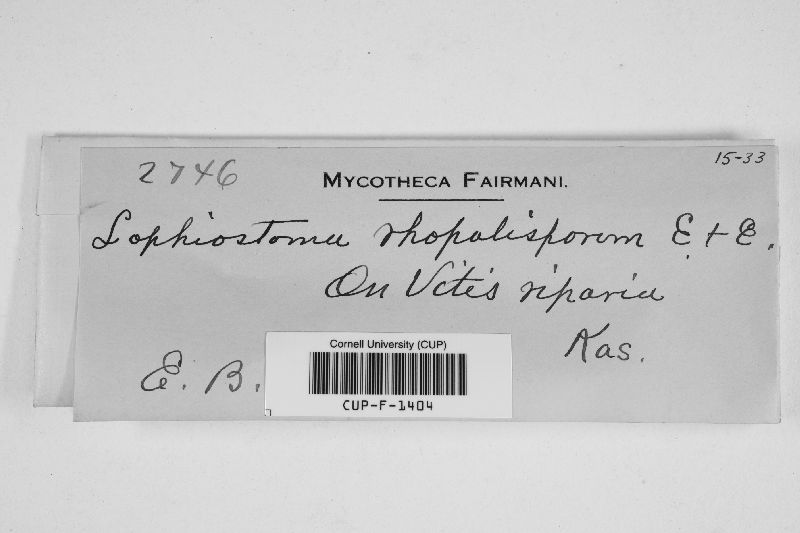 2746
15-33
MYCOTHECA FAIRMANI.
Lophiostoma rhopalisporum E + E.
On Vitis riparia
Kas.
E. B.
Cornell University (CUP)
CUP-F-1404